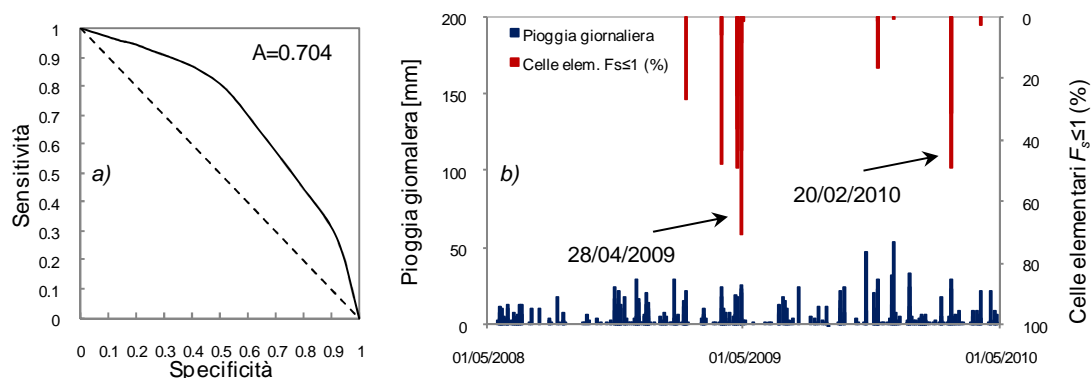 1
0.9
0.8
0.7
0.6
0.5
0.4
0.3
0.2
0.1
0
Sensitività
A=0.704
a)
0 0.1 0.2 0.3 0.4 0.5 0.6 0.7 0.8 0.9 1
Specificità
200
150
100
50
0
Pioggia giornaliera [mm]
Pioggia giornaliera
Celle elem. Fs≤1 (%)
b)
28/04/2009
20/02/2010
01/05/2008 01/05/2009 01/05/2010
0
20
40
60
80
100
Celle elementari Fs≤1 (%)